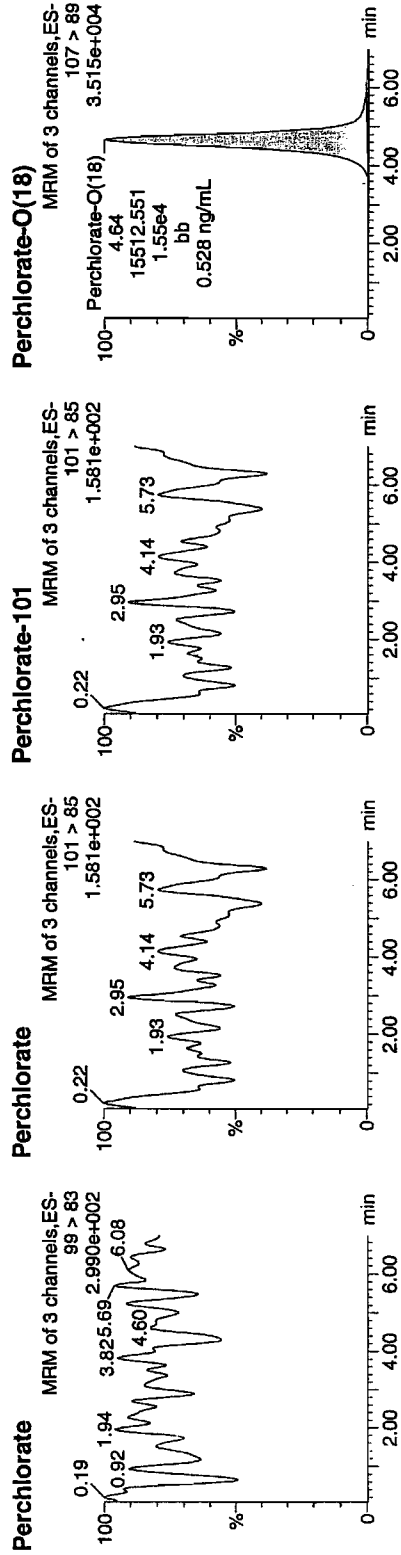 Perchlorate
MRM of 3 channels,ES-
99 > 83
2.990e+002
0.19
0.92
1.94
3.82
5.69
4.60
6.08
100
%
0
2.00 4.00 6.00 min
Perchlorate
MRM of 3 channels,ES-
101 > 85
1.581e+002
0.22
1.93
2.95
4.14
5.73
100
%
0
2.00 4.00 6.00 min
Perchlorate-101
MRM of 3 channels,ES-
101 > 85
1.581e+002
0.22
1.93
2.95
4.14
5.73
100
%
0
2.00 4.00 6.00 min
Perchlorate-O(18)
MRM of 3 channels,ES-
107 > 89
3.515e+004
Perchlorate-O(18)
4.64
15512.551
1.55e4
bb
0.528 ng/mL
100
%
0
2.00 4.00 6.00 min